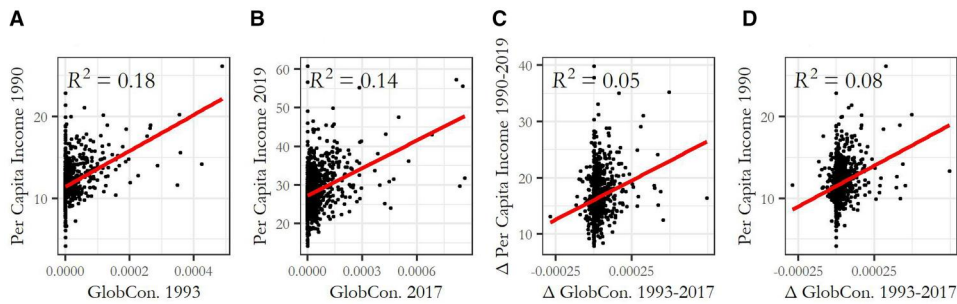 A
Per Capita Income 1990
R² = 0.18
20
10
0.0000
0.0002
0.0004
GlobCon. 1993
B
Per Capita Income 2019
R² = 0.14
60
50
40
30
20
0.0000
0.0003
0.0006
GlobCon. 2017
C
Δ Per Capita Income 1990-2019
R² = 0.05
40
30
20
10
-0.00025
0.00025
Δ GlobCon. 1993-2017
D
Per Capita Income 1990
R² = 0.08
20
10
-0.00025
0.00025
Δ GlobCon. 1993-2017